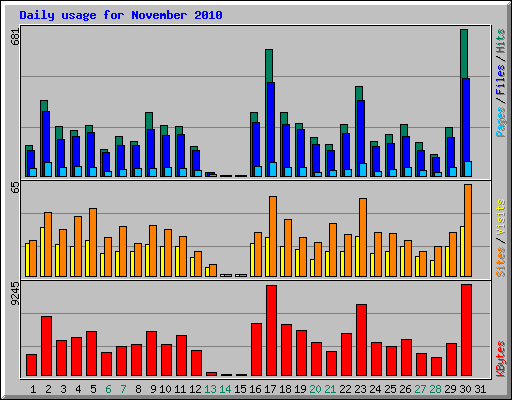 Daily usage for November 2010
681
Pages / Files / Hits
65
Sites / Visits
9245
KBytes
1 2 3 4 5 6 7 8 9 10 11 12 13 14 15 16 17 18 19 20 21 22 23 24 25 26 27 28 29 30 31